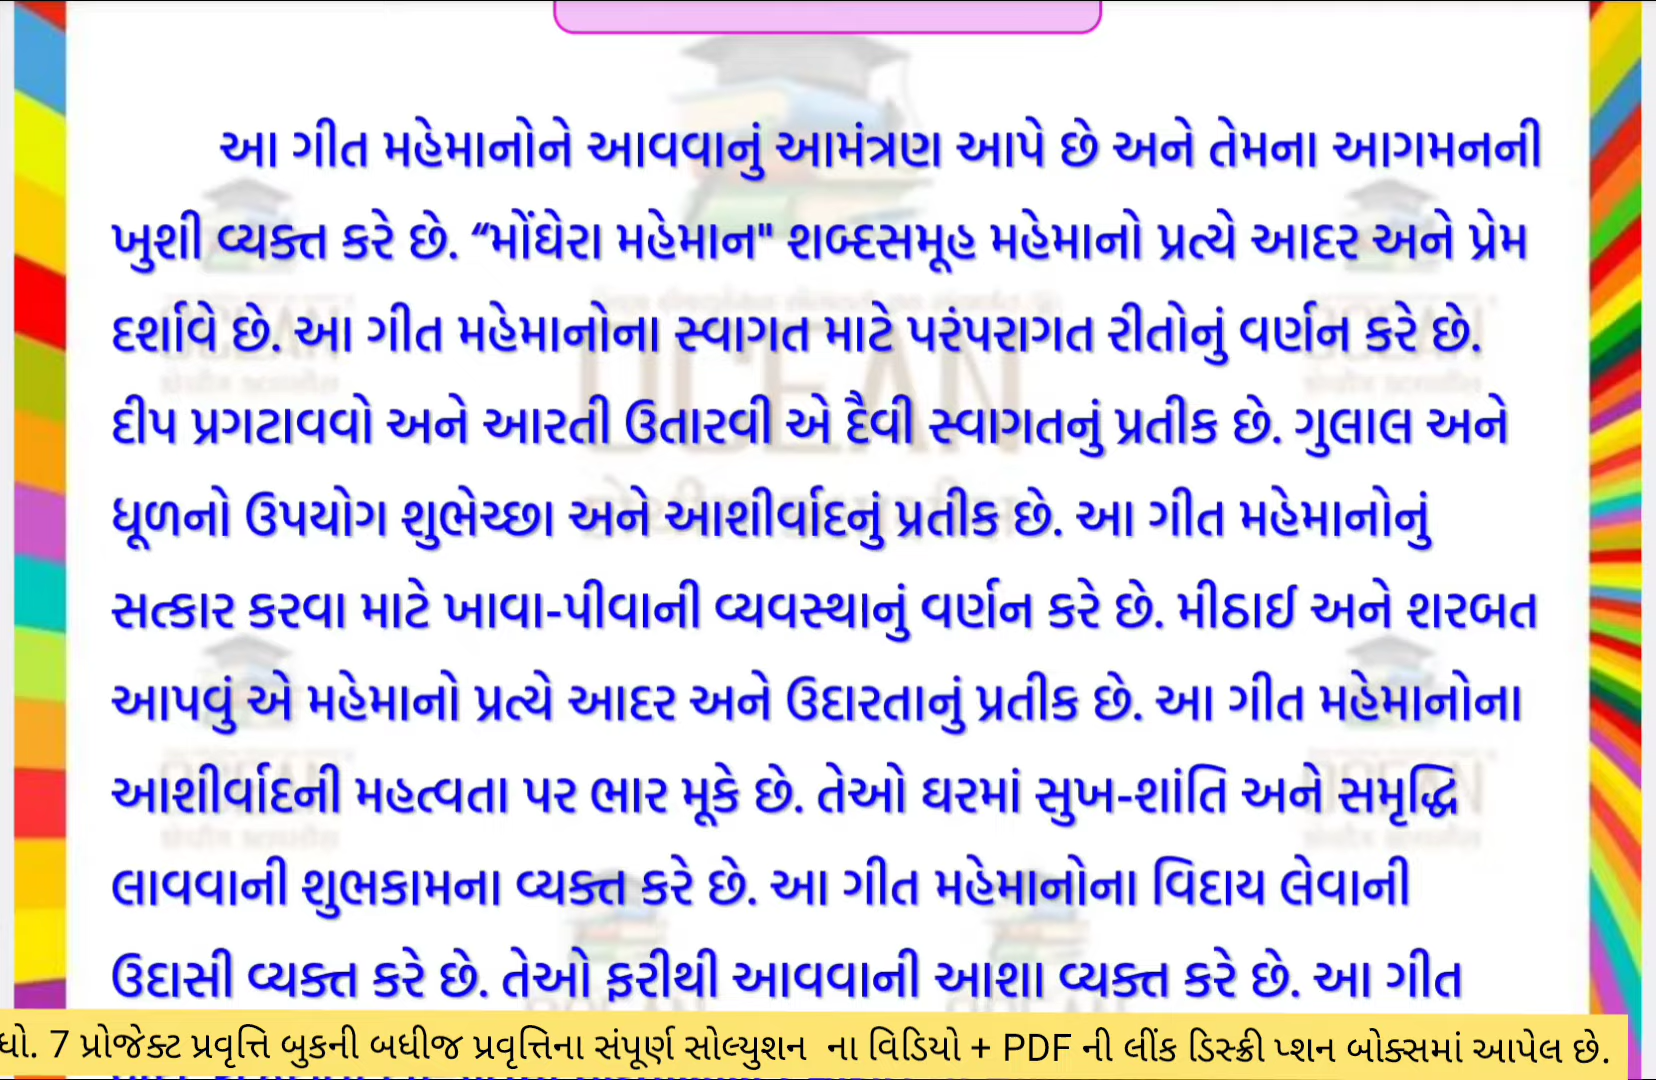 આ ગીત મહેમાનોને આવવાનું આમંત્રણ આપે છે અને તેમના આગમનની
ખુશી વ્યક્ત કરે છે. “મોંઘેરા મહેમાન" શબ્દસમૂહ મહેમાનો પ્રત્યે આદર અને પ્રેમ
દર્શાવે છે. આ ગીત મહેમાનોના સ્વાગત માટે પરંપરાગત રીતોનું વર્ણન કરે છે.
દીપ પ્રગટાવવો અને આરતી ઉતારવી એ દૈવી સ્વાગતનું પ્રતીક છે. ગુલાલ અને
ધૂળનો ઉપયોગ શુભેચ્છા અને આશીર્વાદનું પ્રતીક છે. આ ગીત મહેમાનોનું
સત્કાર કરવા માટે ખાવા-પીવાની વ્યવસ્થાનું વર્ણન કરે છે. મીઠાઈ અને શરબત
આપવું એ મહેમાનો પ્રત્યે આદર અને ઉદારતાનું પ્રતીક છે. આ ગીત મહેમાનોના
આશીર્વાદની મહત્વતા પર ભાર મૂકે છે. તેઓ ઘરમાં સુખ-શાંતિ અને સમૃદ્ધિ
લાવવાની શુભકામના વ્યક્ત કરે છે. આ ગીત મહેમાનોના વિદાય લેવાની
ઉદાસી વ્યક્ત કરે છે. તેઓ ફરીથી આવવાની આશા વ્યક્ત કરે છે. આ ગીત
ધો. 7 પ્રોજેક્ટ પ્રવૃત્તિ બુકની બધીજ પ્રવૃત્તિના સંપૂર્ણ સોલ્યુશન ના વિડિયો + PDF ની લીંક ડિસ્ક્રી પ્શન બોક્સમાં આપેલ છે.
OCEAN